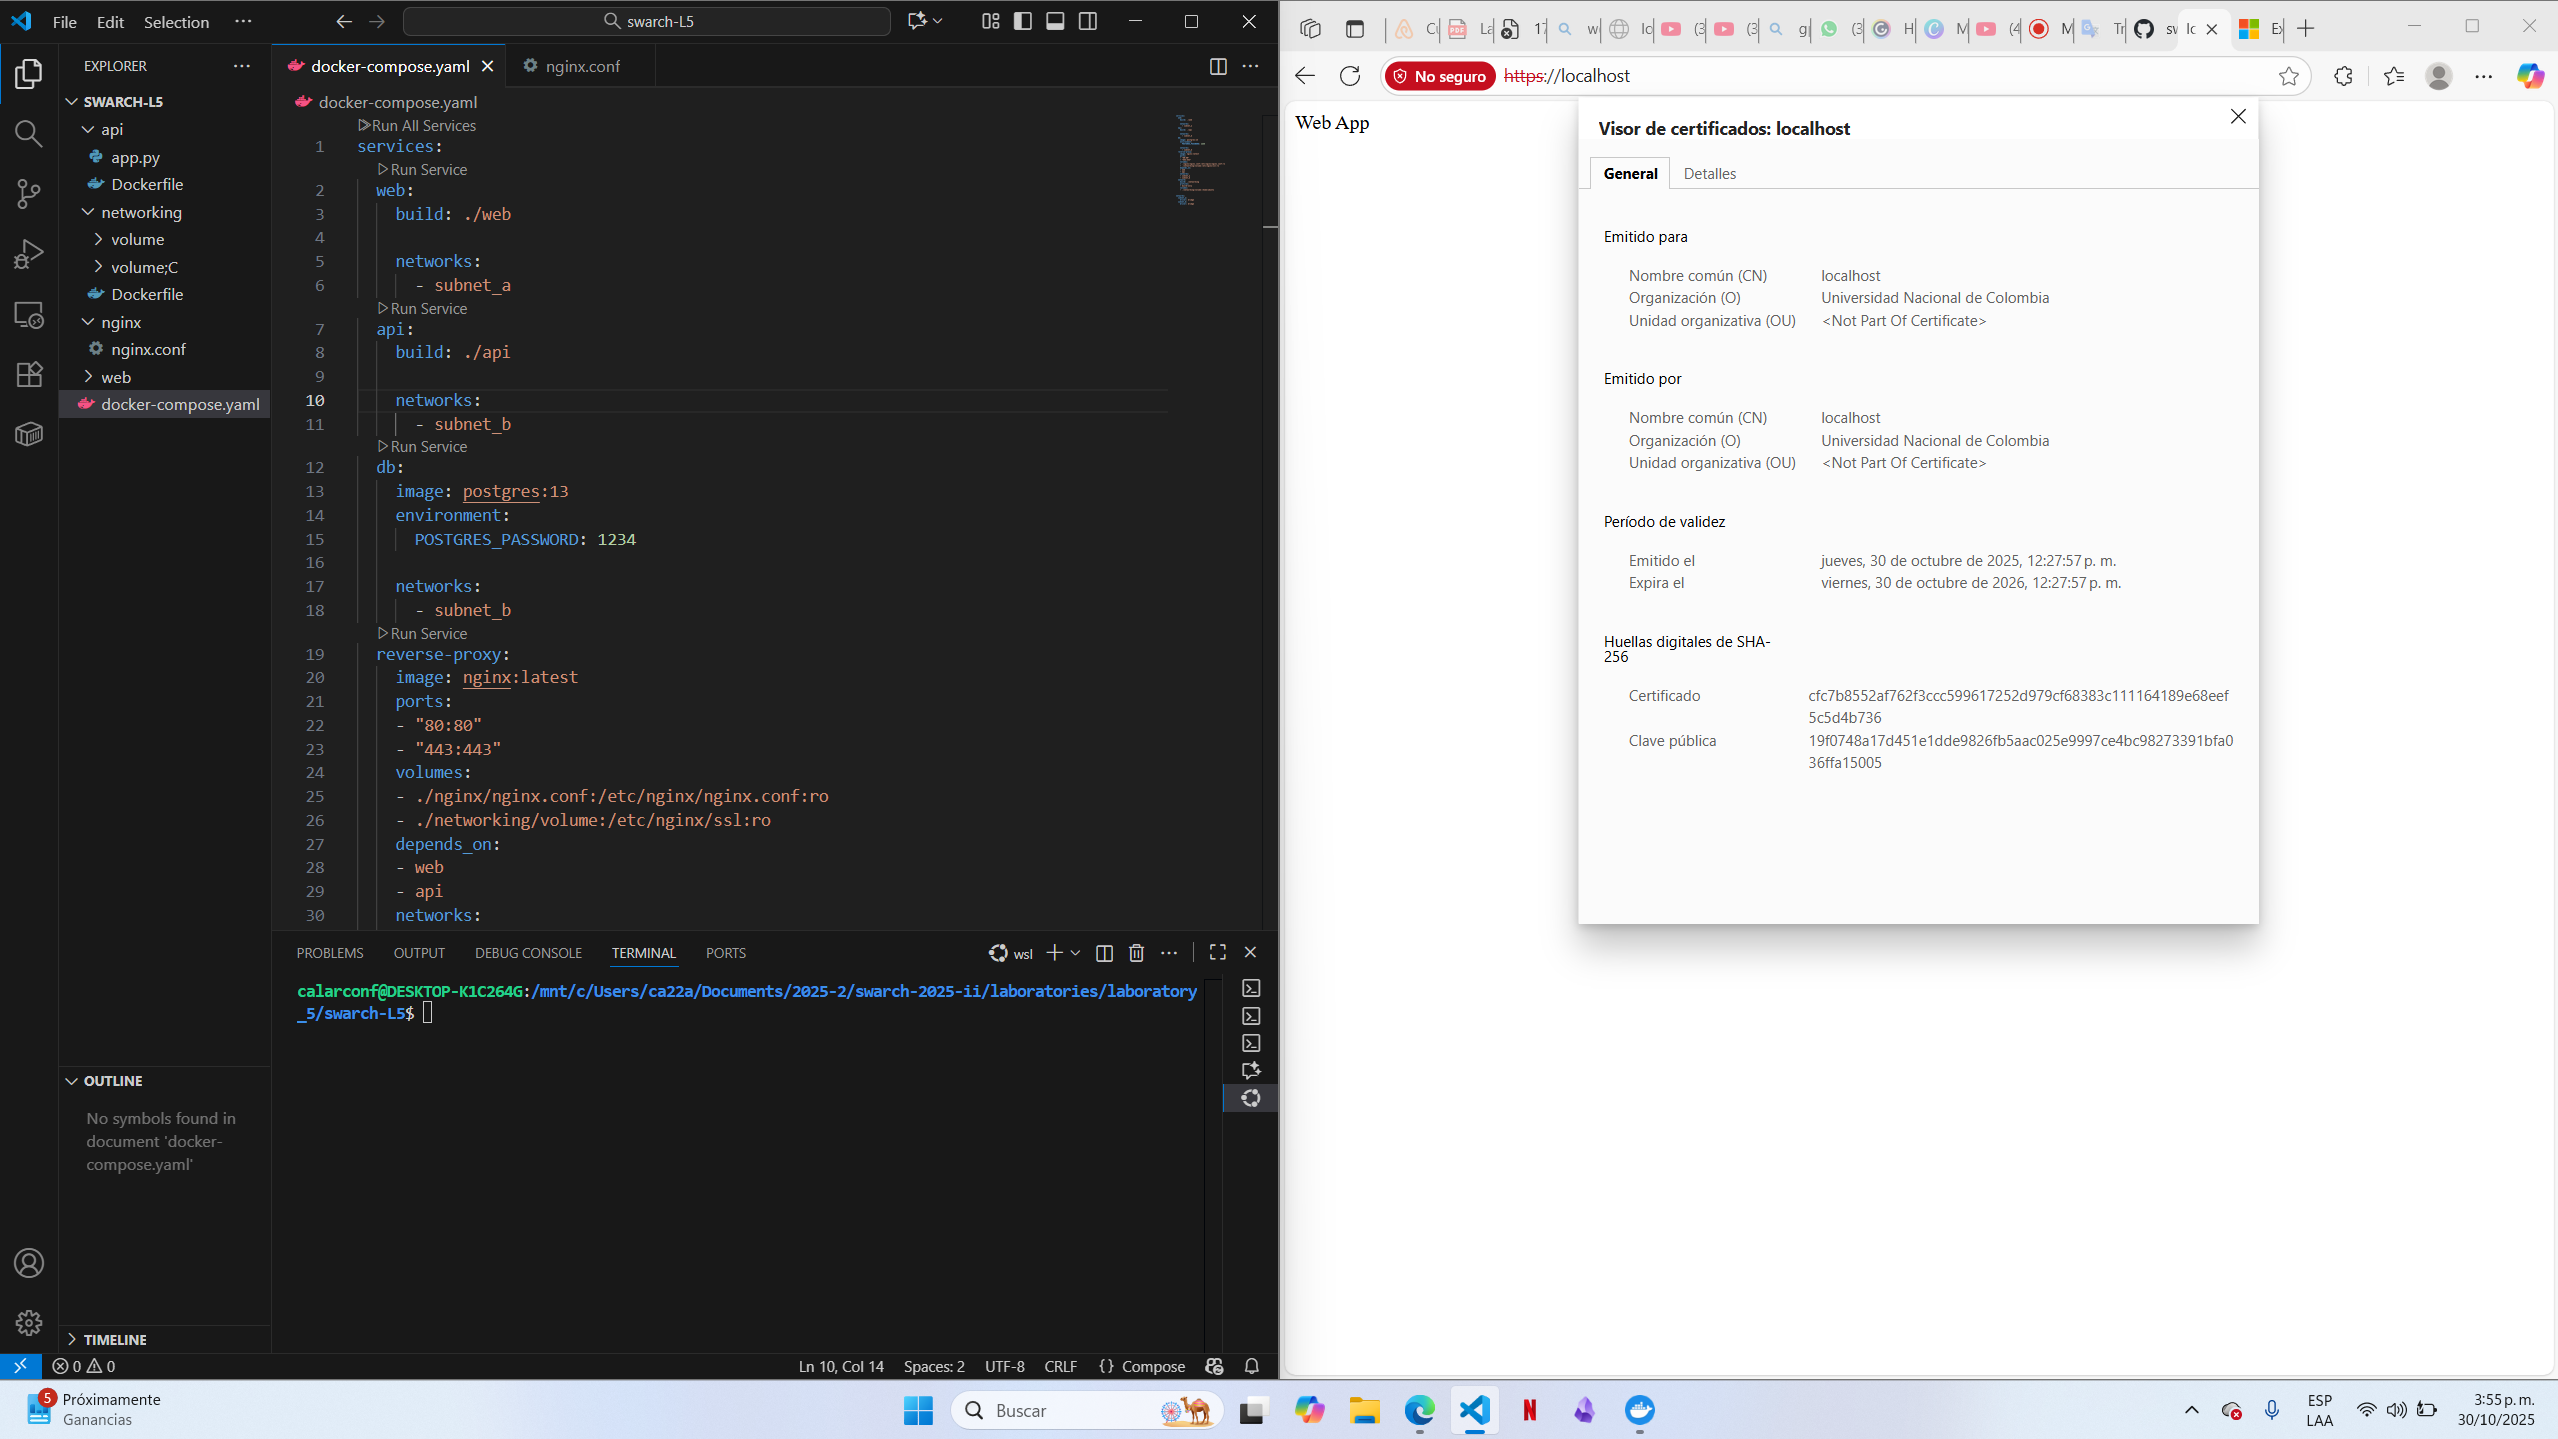 File Edit Selection ···
swarch-L5
EXPLORER
SWARCH-L5
api
app.py
Dockerfile
networking
volume
volume;C
Dockerfile
nginx
nginx.conf
web
docker-compose.yaml
OUTLINE
No symbols found in
document 'docker-
compose.yaml'
TIMELINE
docker-compose.yaml
nginx.conf
docker-compose.yaml
Run All Services
1 services:
Run Service
2 web:
3 build: ./web
4
5 networks:
6 - subnet_a
Run Service
7 api:
8 build: ./api
9
10 networks:
11 - subnet_b
Run Service
12 db:
13 image: postgres:13
14 environment:
15 POSTGRES_PASSWORD: 1234
16
17 networks:
18 - subnet_b
Run Service
19 reverse-proxy:
20 image: nginx:latest
21 ports:
22 - "80:80"
23 - "443:443"
24 volumes:
25 - ./nginx/nginx.conf:/etc/nginx/nginx.conf:ro
26 - ./networking/volume:/etc/nginx/ssl:ro
27 depends_on:
28 - web
29 - api
30 networks:
PROBLEMS OUTPUT DEBUG CONSOLE TERMINAL PORTS
wsl
calarconf@DESKTOP-K1C264G:/mnt/c/Users/ca22a/Documents/2025-2/swarch-2025-ii/laboratories/laboratory
_5/swarch-L5$
0 0
Ln 10, Col 14 Spaces: 2 UTF-8 CRLF {} Compose
No seguro https://localhost
Web App
Visor de certificados: localhost
General Detalles
Emitido para
Nombre común (CN) localhost
Organización (O) Universidad Nacional de Colombia
Unidad organizativa (OU) <Not Part Of Certificate>
Emitido por
Nombre común (CN) localhost
Organización (O) Universidad Nacional de Colombia
Unidad organizativa (OU) <Not Part Of Certificate>
Período de validez
Emitido el jueves, 30 de octubre de 2025, 12:27:57 p. m.
Expira el viernes, 30 de octubre de 2026, 12:27:57 p. m.
Huellas digitales de SHA-
256
Certificado cfc7b8552af762f3ccc599617252d979cf68383c111164189e68eef
5c5d4b736
Clave pública 19f0748a17d451e1dde9826fb5aac025e9997ce4bc98273391bfa0
36ffa15005
5
Próximamente
Ganancias
Buscar
ESP
LAA
3:55 p. m.
30/10/2025